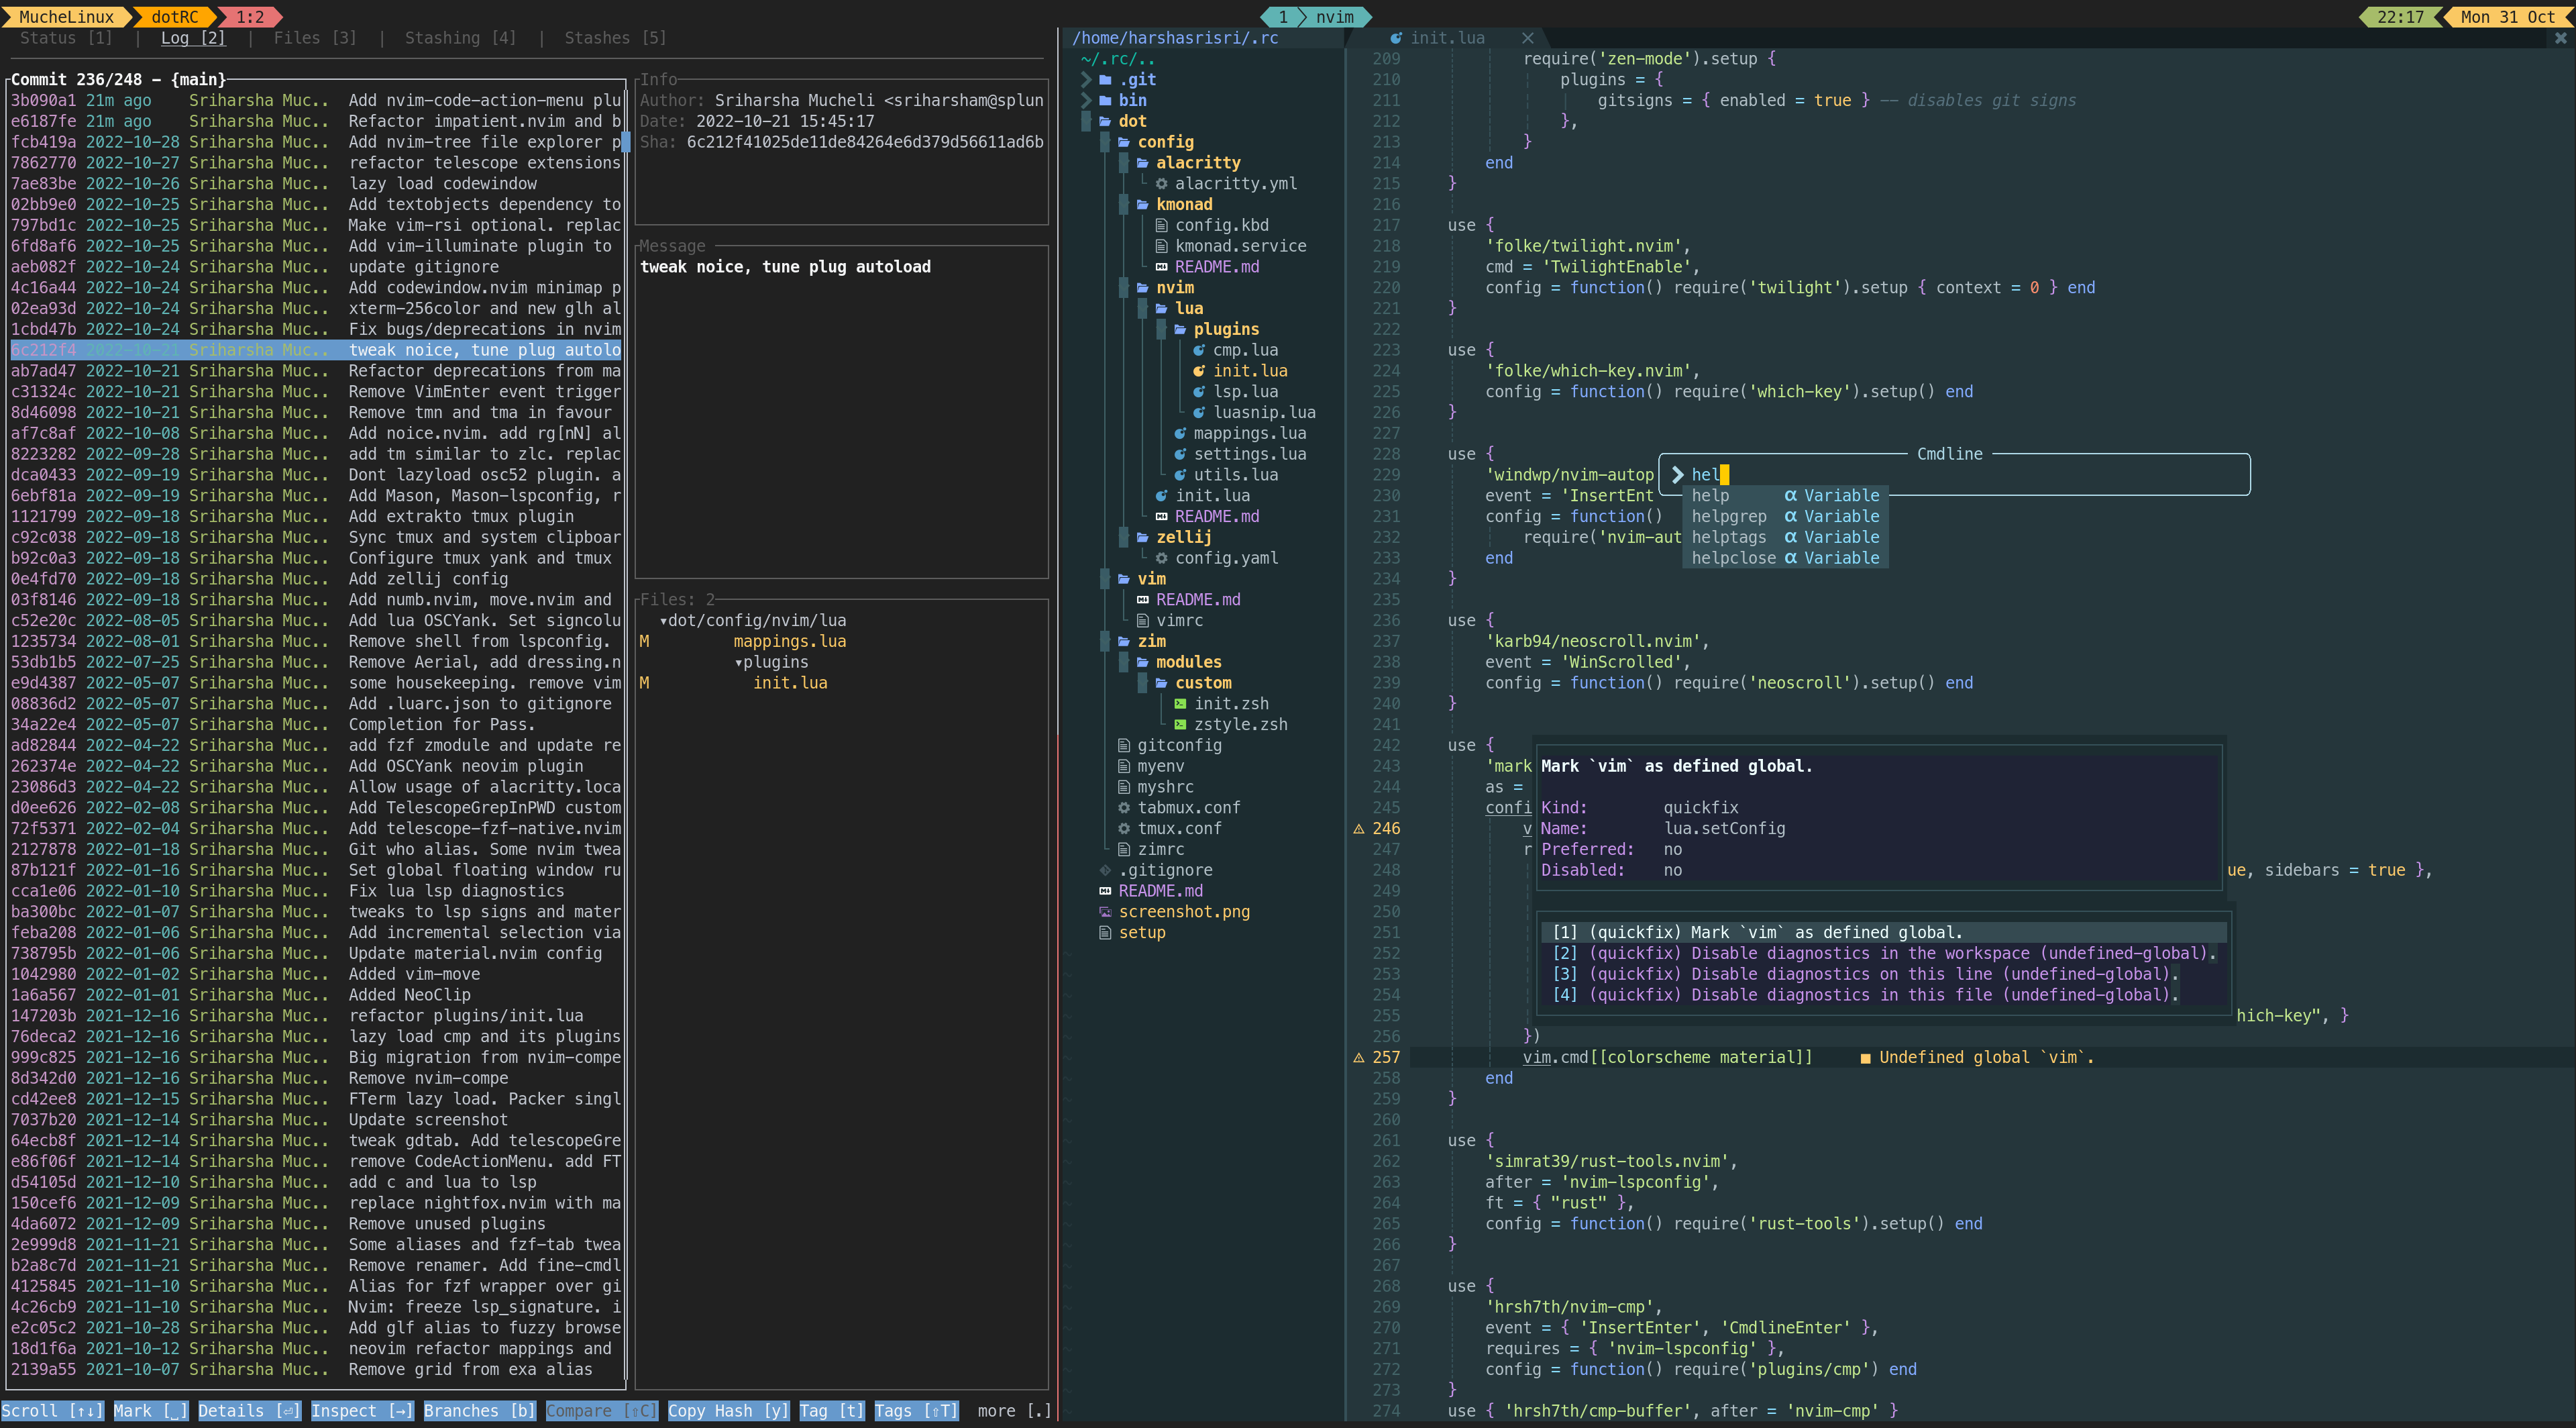 MucheLinux dotRC 1:2 1 nvim 22:17 Mon 31 Oct
Status [1] | Log [2] | Files [3] | Stashing [4] | Stashes [5]
Commit 236/248 — {main}
3b090a1 21m ago Sriharsha Muc.. Add nvim-code-action-menu plu
e6187fe 21m ago Sriharsha Muc.. Refactor impatient.nvim and b
fcb419a 2022-10-28 Sriharsha Muc.. Add nvim-tree file explorer p
7862770 2022-10-27 Sriharsha Muc.. refactor telescope extensions
7ae83be 2022-10-26 Sriharsha Muc.. lazy load codewindow
02bb9e0 2022-10-25 Sriharsha Muc.. Add textobjects dependency to
797bd1c 2022-10-25 Sriharsha Muc.. Make vim-rsi optional. replac
6fd8af6 2022-10-25 Sriharsha Muc.. Add vim-illuminate plugin to
aeb082f 2022-10-24 Sriharsha Muc.. update gitignore
4c16a44 2022-10-24 Sriharsha Muc.. Add codewindow.nvim minimap p
02ea93d 2022-10-24 Sriharsha Muc.. xterm-256color and new glh al
1cbd47b 2022-10-24 Sriharsha Muc.. Fix bugs/deprecations in nvim
6c212f4 2022-10-21 Sriharsha Muc.. tweak noice, tune plug autolo
ab7ad47 2022-10-21 Sriharsha Muc.. Refactor deprecations from ma
c31324c 2022-10-21 Sriharsha Muc.. Remove VimEnter event trigger
8d46098 2022-10-21 Sriharsha Muc.. Remove tmn and tma in favour
af7c8af 2022-10-08 Sriharsha Muc.. Add noice.nvim. add rg[nN] al
8223282 2022-09-28 Sriharsha Muc.. add tm similar to zlc. replac
dca0433 2022-09-19 Sriharsha Muc.. Dont lazyload osc52 plugin. a
6ebf81a 2022-09-19 Sriharsha Muc.. Add Mason, Mason-lspconfig, r
1121799 2022-09-18 Sriharsha Muc.. Add extrakto tmux plugin
c92c038 2022-09-18 Sriharsha Muc.. Sync tmux and system clipboar
b92c0a3 2022-09-18 Sriharsha Muc.. Configure tmux yank and tmux
0e4fd70 2022-09-18 Sriharsha Muc.. Add zellij config
03f8146 2022-09-18 Sriharsha Muc.. Add numb.nvim, move.nvim and
c52e20c 2022-08-05 Sriharsha Muc.. Add lua OSCYank. Set signcolu
1235734 2022-08-01 Sriharsha Muc.. Remove shell from lspconfig.
53db1b5 2022-07-25 Sriharsha Muc.. Remove Aerial, add dressing.n
e9d4387 2022-05-07 Sriharsha Muc.. some housekeeping. remove vim
08836d2 2022-05-07 Sriharsha Muc.. Add .luarc.json to gitignore
34a22e4 2022-05-07 Sriharsha Muc.. Completion for Pass.
ad82844 2022-04-22 Sriharsha Muc.. add fzf zmodule and update re
262374e 2022-04-22 Sriharsha Muc.. Add OSCYank neovim plugin
23086d3 2022-04-22 Sriharsha Muc.. Allow usage of alacritty.loca
d0ee626 2022-02-08 Sriharsha Muc.. Add TelescopeGrepInPWD custom
72f5371 2022-02-04 Sriharsha Muc.. Add telescope-fzf-native.nvim
2127878 2022-01-18 Sriharsha Muc.. Git who alias. Some nvim twea
87b121f 2022-01-16 Sriharsha Muc.. Set global floating window ru
cca1e06 2022-01-10 Sriharsha Muc.. Fix lua lsp diagnostics
ba300bc 2022-01-07 Sriharsha Muc.. tweaks to lsp signs and mater
feba208 2022-01-06 Sriharsha Muc.. Add incremental selection via
738795b 2022-01-06 Sriharsha Muc.. Update material.nvim config
1042980 2022-01-02 Sriharsha Muc.. Added vim-move
1a6a567 2022-01-01 Sriharsha Muc.. Added NeoClip
147203b 2021-12-16 Sriharsha Muc.. refactor plugins/init.lua
76deca2 2021-12-16 Sriharsha Muc.. lazy load cmp and its plugins
999c825 2021-12-16 Sriharsha Muc.. Big migration from nvim-compe
8d342d0 2021-12-16 Sriharsha Muc.. Remove nvim-compe
cd42ee8 2021-12-15 Sriharsha Muc.. FTerm lazy load. Packer singl
7037b20 2021-12-14 Sriharsha Muc.. Update screenshot
64ecb8f 2021-12-14 Sriharsha Muc.. tweak gdtab. Add telescopeGre
e86f06f 2021-12-14 Sriharsha Muc.. remove CodeActionMenu. add FT
d54105d 2021-12-10 Sriharsha Muc.. add c and lua to lsp
150cef6 2021-12-09 Sriharsha Muc.. replace nightfox.nvim with ma
4da6072 2021-12-09 Sriharsha Muc.. Remove unused plugins
2e999d8 2021-11-21 Sriharsha Muc.. Some aliases and fzf-tab twea
b2a8c7d 2021-11-21 Sriharsha Muc.. Remove renamer. Add fine-cmdl
4125845 2021-11-10 Sriharsha Muc.. Alias for fzf wrapper over gi
4c26cb9 2021-11-10 Sriharsha Muc.. Nvim: freeze lsp_signature. i
e2c05c2 2021-10-28 Sriharsha Muc.. Add glf alias to fuzzy browse
18d1f6a 2021-10-12 Sriharsha Muc.. neovim refactor mappings and
2139a55 2021-10-07 Sriharsha Muc.. Remove grid from exa alias
Info
Author: Sriharsha Mucheli <sriharsham@splun
Date: 2022-10-21 15:45:17
Sha: 6c212f41025de11de84264e6d379d56611ad6b
Message
tweak noice, tune plug autoload
Files: 2
▾dot/config/nvim/lua
M mappings.lua
▾plugins
M init.lua
Scroll [↑↓] Mark [␣] Details [⏎] Inspect [→] Branches [b] Compare [⇧C] Copy Hash [y] Tag [t] Tags [⇧T] more [.]
/home/harshasrisri/.rc
~/.rc/..
.git
bin
dot
config
alacritty
alacritty.yml
kmonad
config.kbd
kmonad.service
README.md
nvim
lua
plugins
cmp.lua
init.lua
lsp.lua
luasnip.lua
mappings.lua
settings.lua
utils.lua
init.lua
README.md
zellij
config.yaml
vim
README.md
vimrc
zim
modules
custom
init.zsh
zstyle.zsh
gitconfig
myenv
myshrc
tabmux.conf
tmux.conf
zimrc
.gitignore
README.md
screenshot.png
setup
init.lua
209 require('zen-mode').setup {
210 plugins = {
211 gitsigns = { enabled = true } -- disables git signs
212 },
213 }
214 end
215 }
216
217 use {
218 'folke/twilight.nvim',
219 cmd = 'TwilightEnable',
220 config = function() require('twilight').setup { context = 0 } end
221 }
222
223 use {
224 'folke/which-key.nvim',
225 config = function() require('which-key').setup() end
226 }
227
228 use {
229 'windwp/nvim-autop
230 event = 'InsertEnt
231 config = function()
232 require('nvim-aut
233 end
234 }
235
236 use {
237 'karb94/neoscroll.nvim',
238 event = 'WinScrolled',
239 config = function() require('neoscroll').setup() end
240 }
241
242 use {
243 'mark
244 as =
245 confi
246 v
247 r
248 ue, sidebars = true },
249
250
251
252
253
254
255 hich-key", }
256 })
257 vim.cmd[[colorscheme material]] ■ Undefined global `vim`.
258 end
259 }
260
261 use {
262 'simrat39/rust-tools.nvim',
263 after = 'nvim-lspconfig',
264 ft = { "rust" },
265 config = function() require('rust-tools').setup() end
266 }
267
268 use {
269 'hrsh7th/nvim-cmp',
270 event = { 'InsertEnter', 'CmdlineEnter' },
271 requires = { 'nvim-lspconfig' },
272 config = function() require('plugins/cmp') end
273 }
274 use { 'hrsh7th/cmp-buffer', after = 'nvim-cmp' }
Cmdline
hel
help α Variable
helpgrep α Variable
helptags α Variable
helpclose α Variable
Mark `vim` as defined global.
Kind: quickfix
Name: lua.setConfig
Preferred: no
Disabled: no
[1] (quickfix) Mark `vim` as defined global.
[2] (quickfix) Disable diagnostics in the workspace (undefined-global).
[3] (quickfix) Disable diagnostics on this line (undefined-global).
[4] (quickfix) Disable diagnostics in this file (undefined-global).